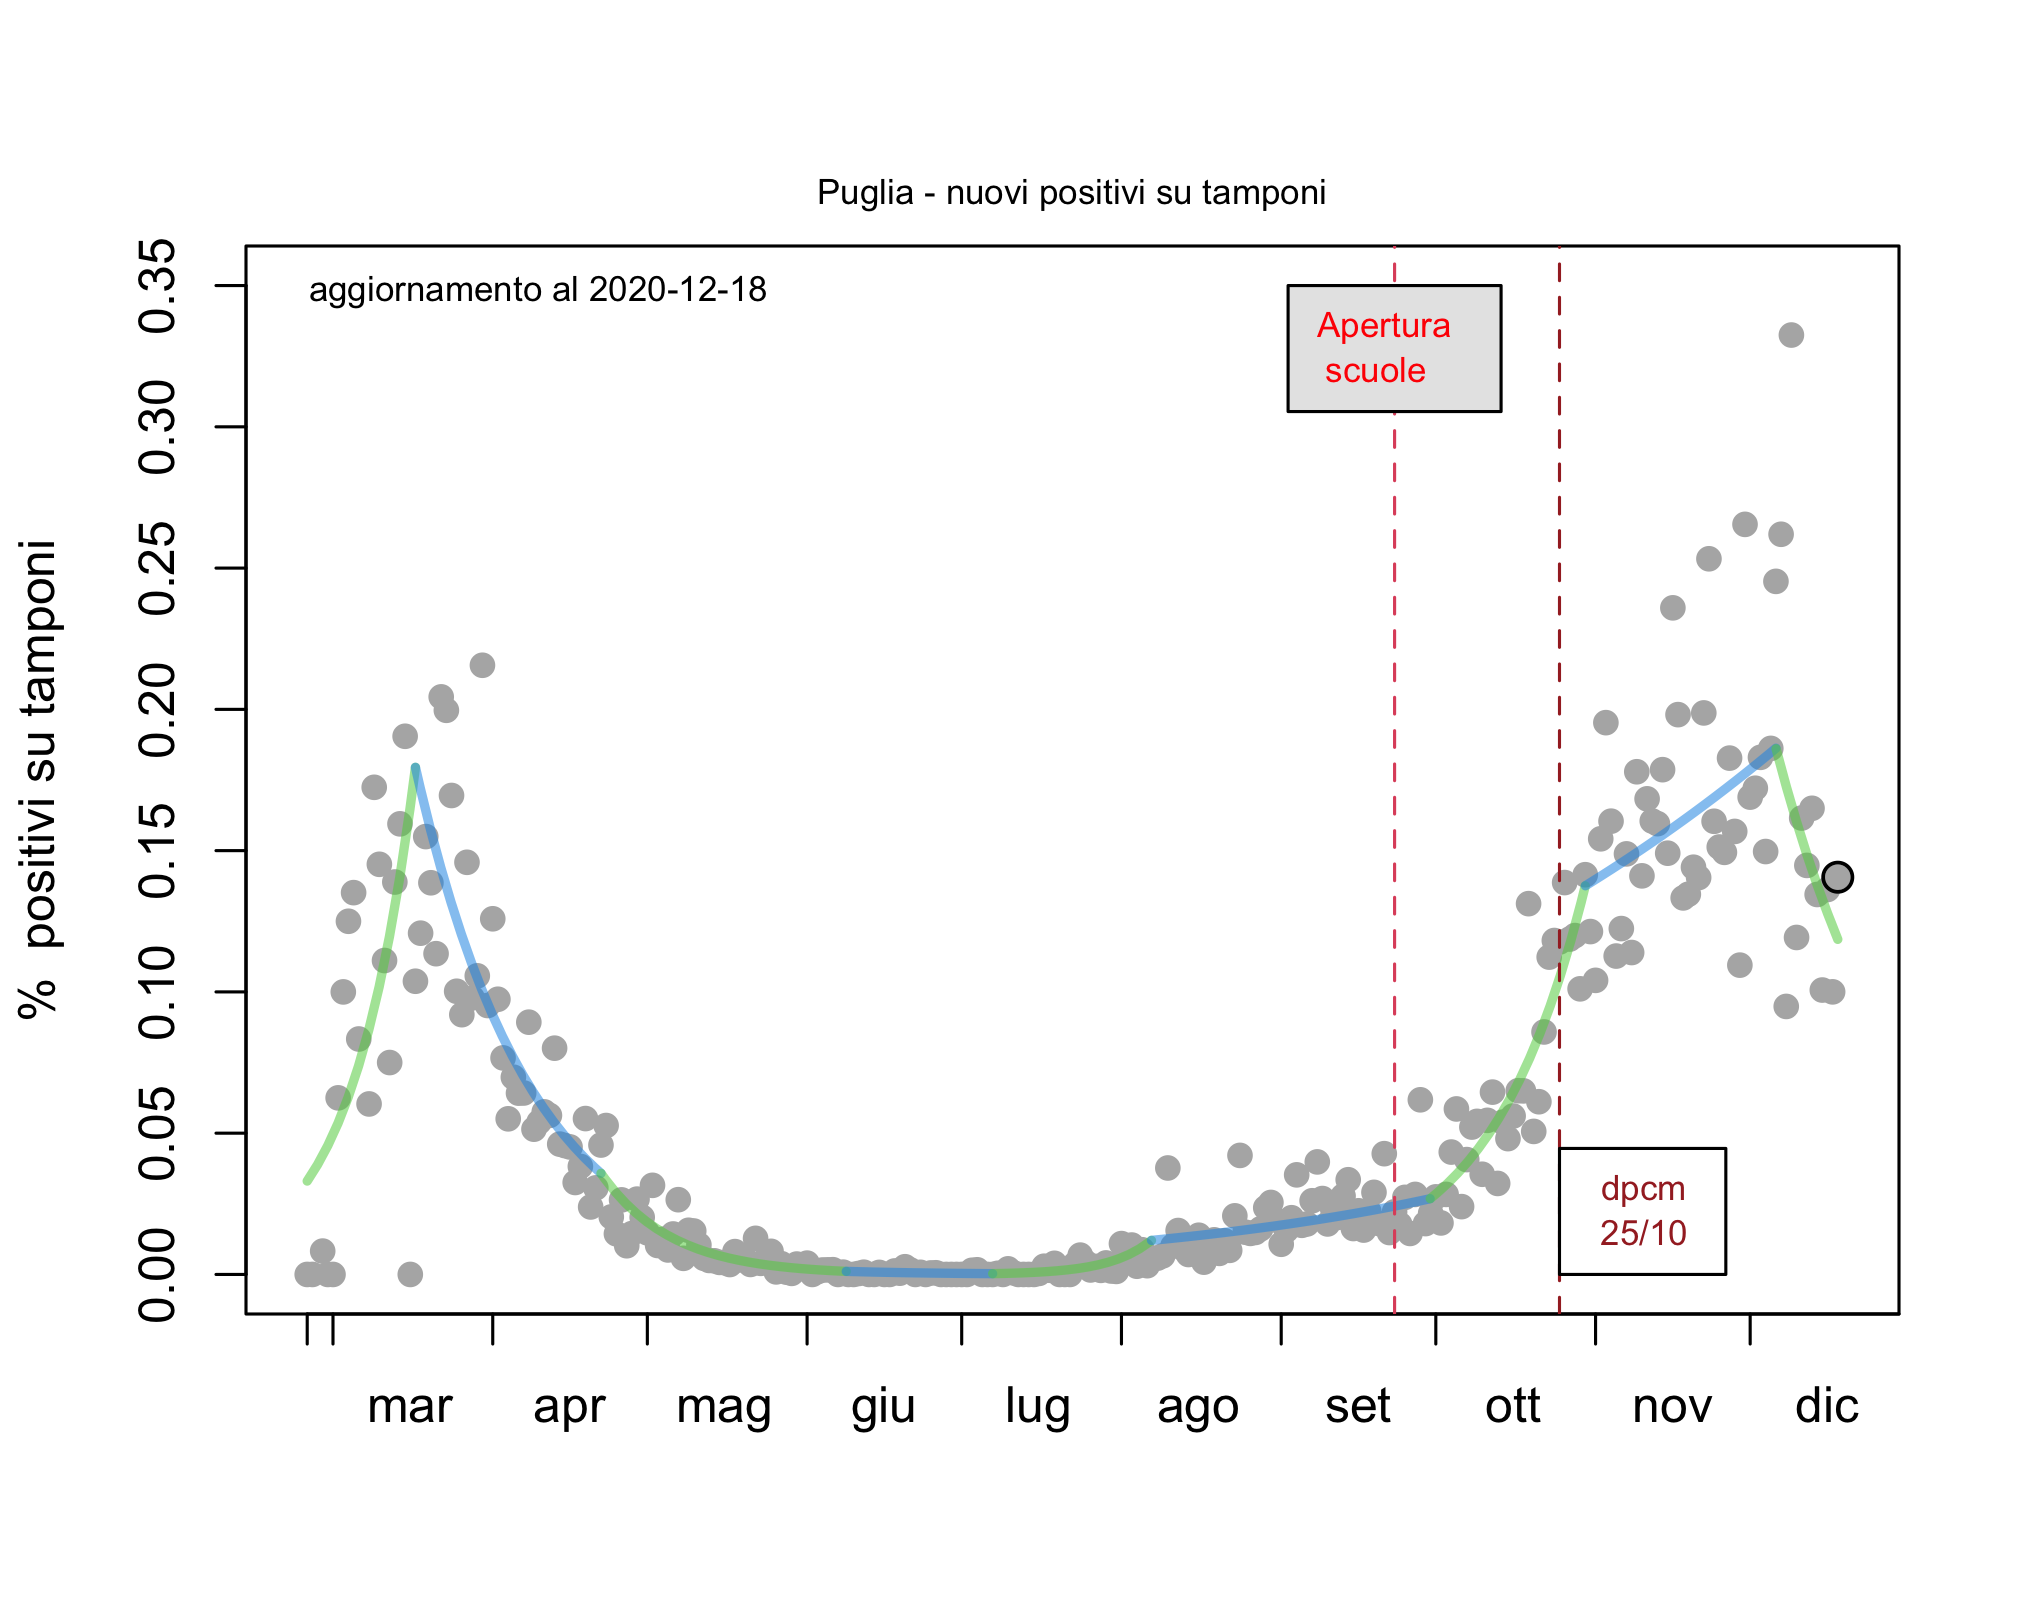 Puglia - nuovi positivi su tamponi
aggiornamento al 2020-12-18
Apertura
scuole
dpcm
25/10
% positivi su tamponi
0.35
0.30
0.25
0.20
0.15
0.10
0.05
0.00
mar apr mag giu lug ago set ott nov dic